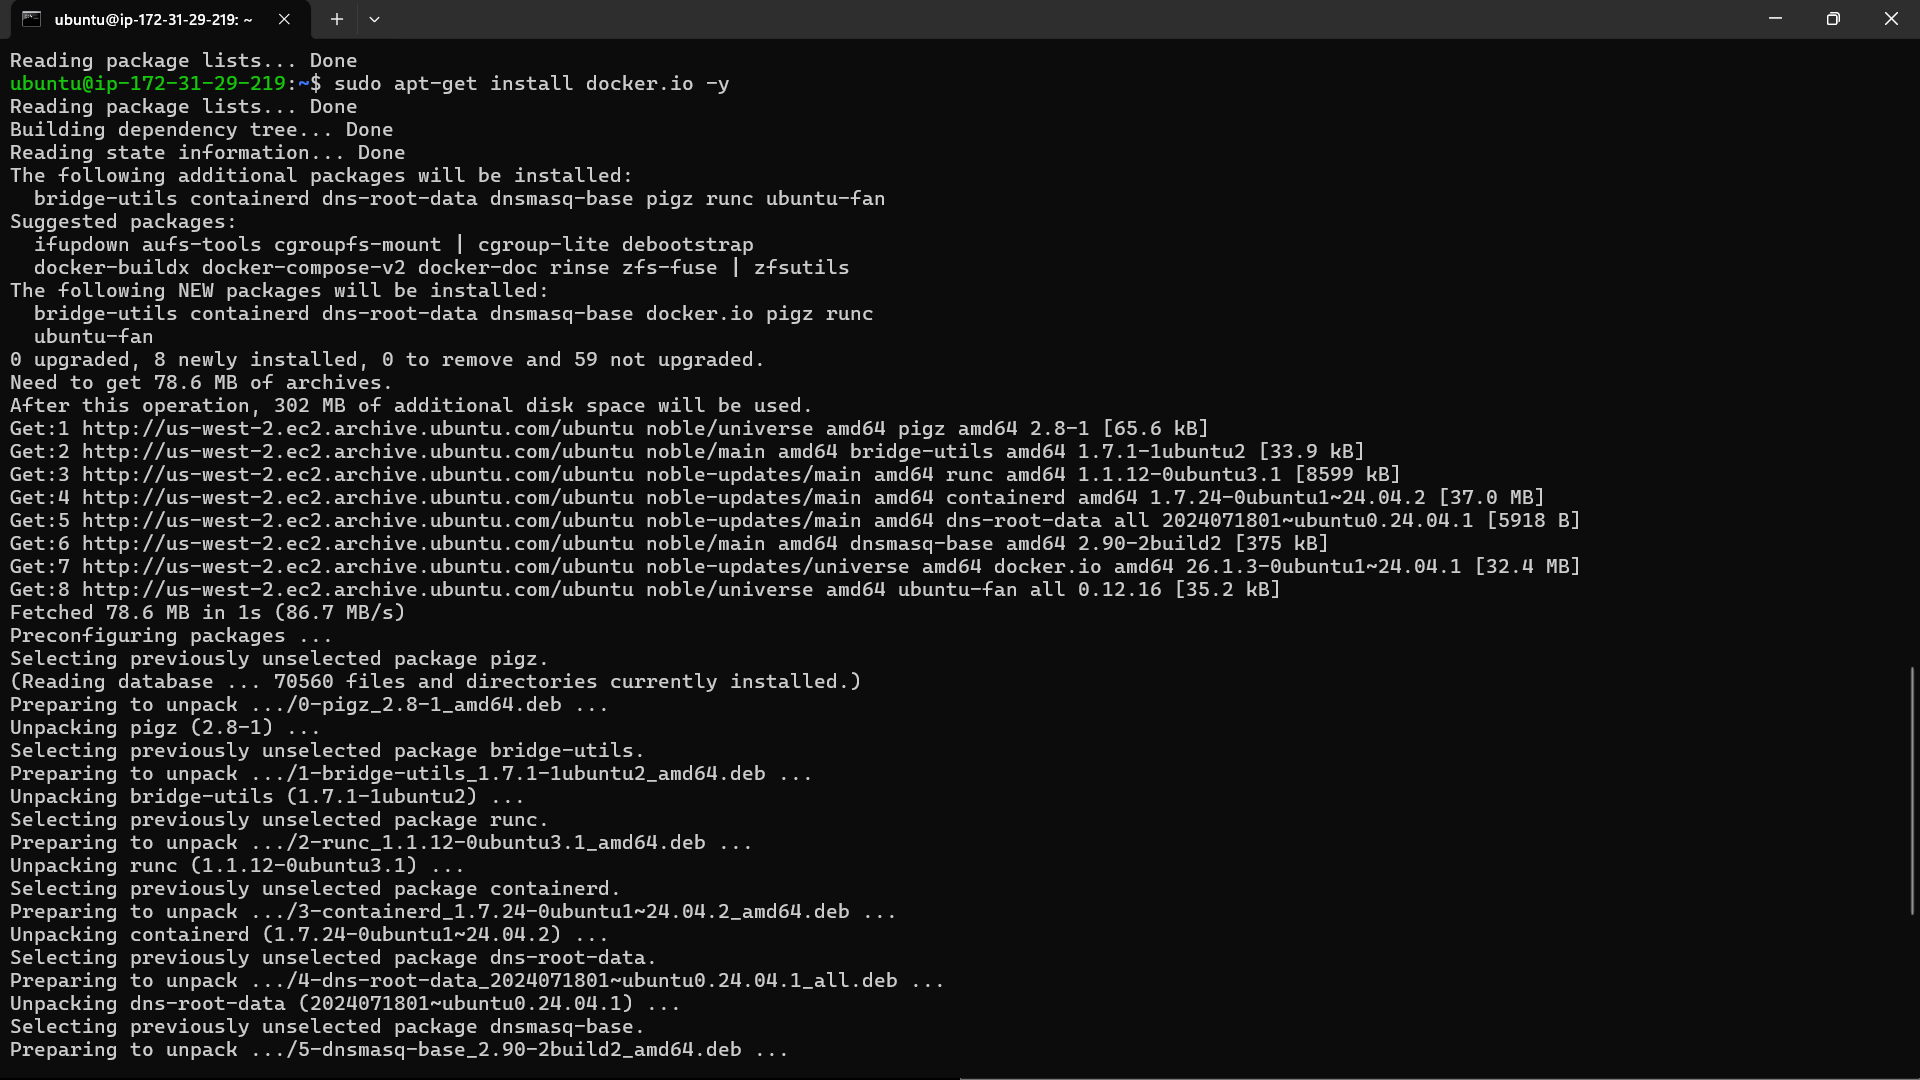 ubuntu@ip-172-31-29-219: ~
Reading package lists... Done
ubuntu@ip-172-31-29-219:~$ sudo apt-get install docker.io -y
Reading package lists... Done
Building dependency tree... Done
Reading state information... Done
The following additional packages will be installed:
  bridge-utils containerd dns-root-data dnsmasq-base pigz runc ubuntu-fan
Suggested packages:
  ifupdown aufs-tools cgroupfs-mount | cgroup-lite debootstrap
  docker-buildx docker-compose-v2 docker-doc rinse zfs-fuse | zfsutils
The following NEW packages will be installed:
  bridge-utils containerd dns-root-data dnsmasq-base docker.io pigz runc
  ubuntu-fan
0 upgraded, 8 newly installed, 0 to remove and 59 not upgraded.
Need to get 78.6 MB of archives.
After this operation, 302 MB of additional disk space will be used.
Get:1 http://us-west-2.ec2.archive.ubuntu.com/ubuntu noble/universe amd64 pigz amd64 2.8-1 [65.6 kB]
Get:2 http://us-west-2.ec2.archive.ubuntu.com/ubuntu noble/main amd64 bridge-utils amd64 1.7.1-1ubuntu2 [33.9 kB]
Get:3 http://us-west-2.ec2.archive.ubuntu.com/ubuntu noble-updates/main amd64 runc amd64 1.1.12-0ubuntu3.1 [8599 kB]
Get:4 http://us-west-2.ec2.archive.ubuntu.com/ubuntu noble-updates/main amd64 containerd amd64 1.7.24-0ubuntu1~24.04.2 [37.0 MB]
Get:5 http://us-west-2.ec2.archive.ubuntu.com/ubuntu noble-updates/main amd64 dns-root-data all 2024071801~ubuntu0.24.04.1 [5918 B]
Get:6 http://us-west-2.ec2.archive.ubuntu.com/ubuntu noble/main amd64 dnsmasq-base amd64 2.90-2build2 [375 kB]
Get:7 http://us-west-2.ec2.archive.ubuntu.com/ubuntu noble-updates/universe amd64 docker.io amd64 26.1.3-0ubuntu1~24.04.1 [32.4 MB]
Get:8 http://us-west-2.ec2.archive.ubuntu.com/ubuntu noble/universe amd64 ubuntu-fan all 0.12.16 [35.2 kB]
Fetched 78.6 MB in 1s (86.7 MB/s)
Preconfiguring packages ...
Selecting previously unselected package pigz.
(Reading database ... 70560 files and directories currently installed.)
Preparing to unpack .../0-pigz_2.8-1_amd64.deb ...
Unpacking pigz (2.8-1) ...
Selecting previously unselected package bridge-utils.
Preparing to unpack .../1-bridge-utils_1.7.1-1ubuntu2_amd64.deb ...
Unpacking bridge-utils (1.7.1-1ubuntu2) ...
Selecting previously unselected package runc.
Preparing to unpack .../2-runc_1.1.12-0ubuntu3.1_amd64.deb ...
Unpacking runc (1.1.12-0ubuntu3.1) ...
Selecting previously unselected package containerd.
Preparing to unpack .../3-containerd_1.7.24-0ubuntu1~24.04.2_amd64.deb ...
Unpacking containerd (1.7.24-0ubuntu1~24.04.2) ...
Selecting previously unselected package dns-root-data.
Preparing to unpack .../4-dns-root-data_2024071801~ubuntu0.24.04.1_all.deb ...
Unpacking dns-root-data (2024071801~ubuntu0.24.04.1) ...
Selecting previously unselected package dnsmasq-base.
Preparing to unpack .../5-dnsmasq-base_2.90-2build2_amd64.deb ...